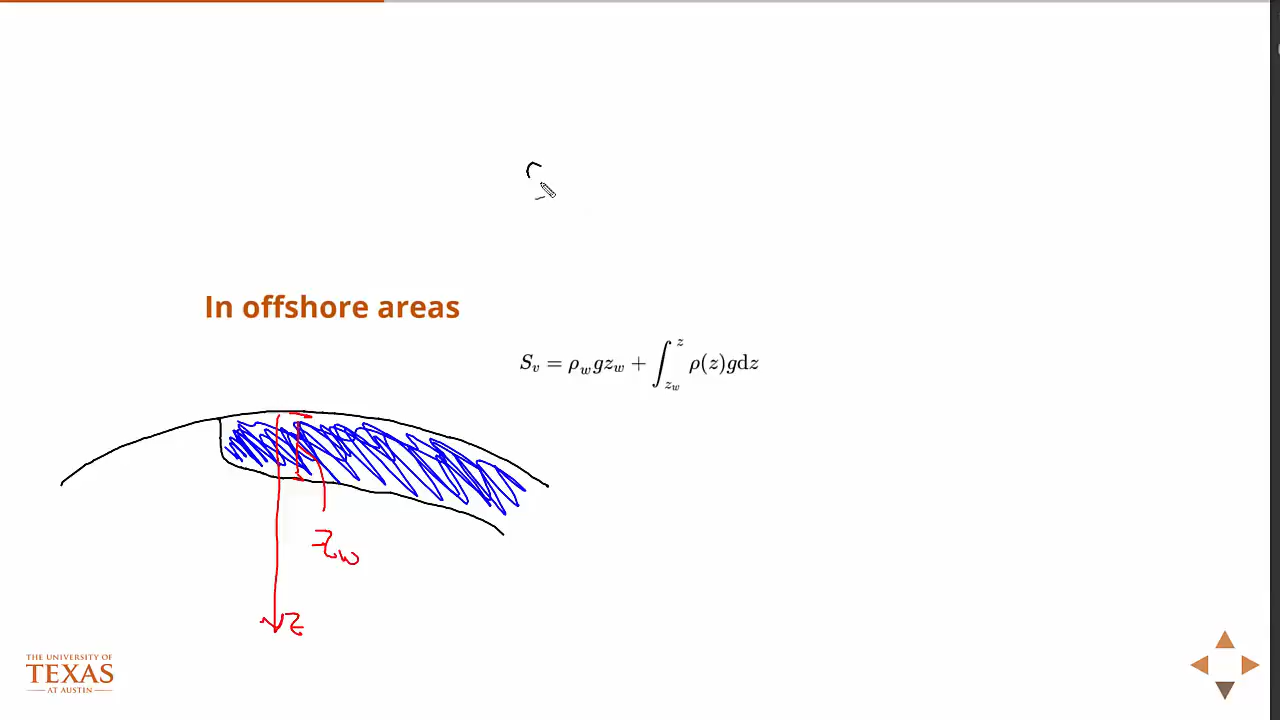 In offshore areas
S_v = ρ_w g z_w + ∫_{z_w}^{z} ρ(z)g dz
z_w
z
THE UNIVERSITY OF
TEXAS
AT AUSTIN